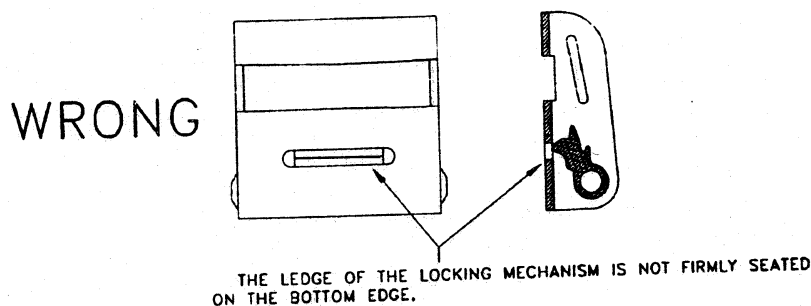 WRONG
THE LEDGE OF THE LOCKING MECHANISM IS NOT FIRMLY SEATED
ON THE BOTTOM EDGE.